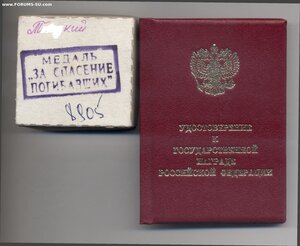 www.FORUMS-SU.com
МЕДАЛЬ
„ЗА СПАСЕНИЕ
ПОГИБАВШИХ"
8805
УДОСТОВЕРЕНИЕ
К
ГОСУДАРСТВЕННОЙ
НАГРАДЕ
РОССИЙСКОЙ ФЕДЕРАЦИИ